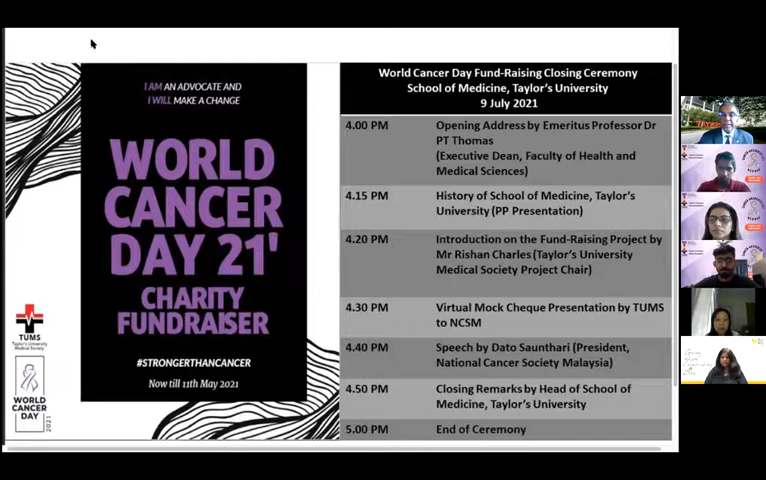 I AM AN ADVOCATE AND
I WILL MAKE A CHANGE
WORLD
CANCER
DAY 21'
CHARITY
FUNDRAISER
#STRONGERTHANCANCER
Now till 11th May 2021
TUMS
Taylor's University
Medical Society
WORLD
CANCER
DAY
2021
World Cancer Day Fund-Raising Closing Ceremony
School of Medicine, Taylor's University
9 July 2021
4.00 PM Opening Address by Emeritus Professor Dr
PT Thomas
(Executive Dean, Faculty of Health and
Medical Sciences)
4.15 PM History of School of Medicine, Taylor's
University (PP Presentation)
4.20 PM Introduction on the Fund-Raising Project by
Mr Rishan Charles (Taylor's University
Medical Society Project Chair)
4.30 PM Virtual Mock Cheque Presentation by TUMS
to NCSM
4.40 PM Speech by Dato Saunthari (President,
National Cancer Society Malaysia)
4.50 PM Closing Remarks by Head of School of
Medicine, Taylor's University
5.00 PM End of Ceremony